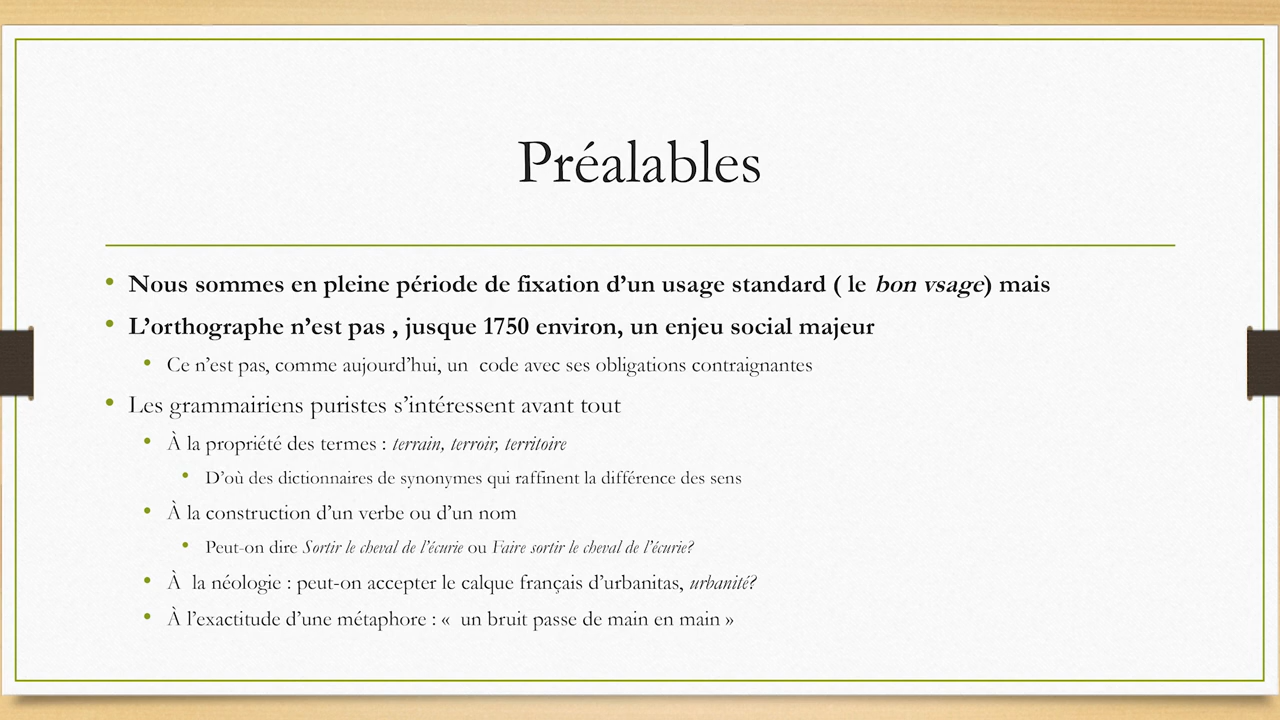 Préalables
• Nous sommes en pleine période de fixation d’un usage standard ( le bon vsage) mais
• L’orthographe n’est pas , jusque 1750 environ, un enjeu social majeur
• Ce n’est pas, comme aujourd’hui, un  code avec ses obligations contraignantes
• Les grammairiens puristes s’intéressent avant tout
• À la propriété des termes : terrain, terroir, territoire
• D’où des dictionnaires de synonymes qui raffinent la différence des sens
• À la construction d’un verbe ou d’un nom
• Peut-on dire Sortir le cheval de l’écurie ou Faire sortir le cheval de l’écurie?
• À  la néologie : peut-on accepter le calque français d’urbanitas, urbanité?
• À l’exactitude d’une métaphore : «  un bruit passe de main en main »